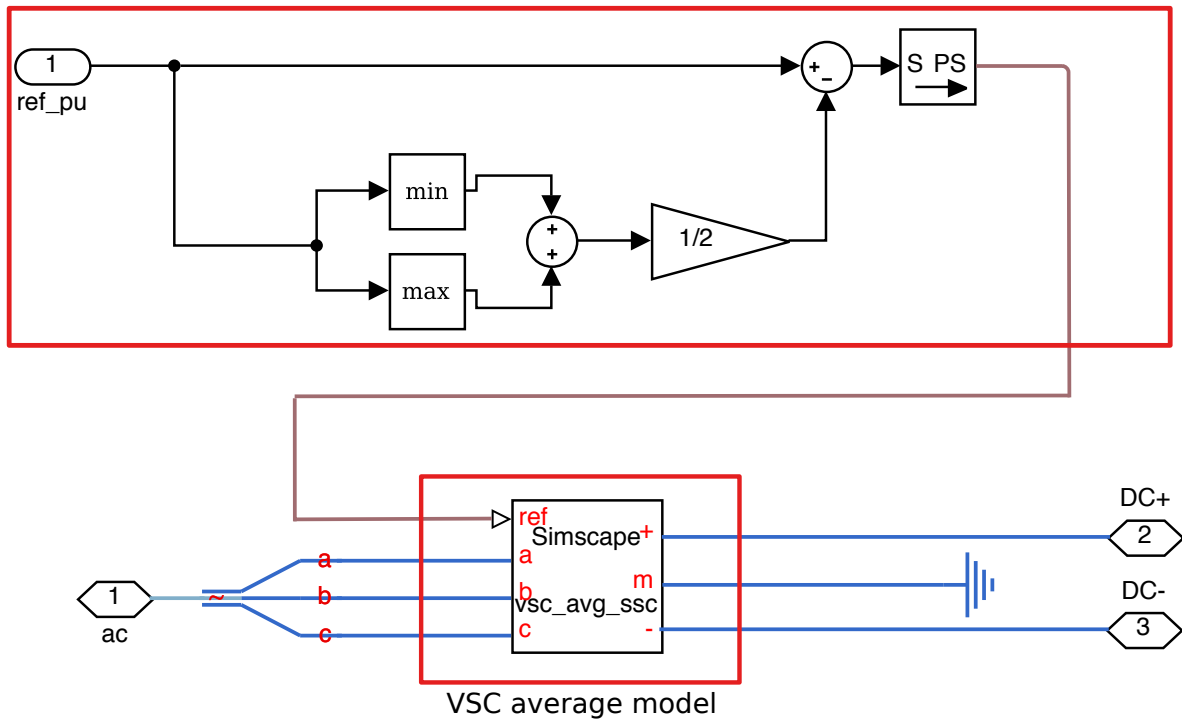 1
ref_pu
+
−
S PS
min
max
+
+
1/2
DC+
2
ref
Simscape
+
a
a
m
DC-
1
~
b
b
vsc_avg_ssc
ac
c
c
-
3
VSC average model